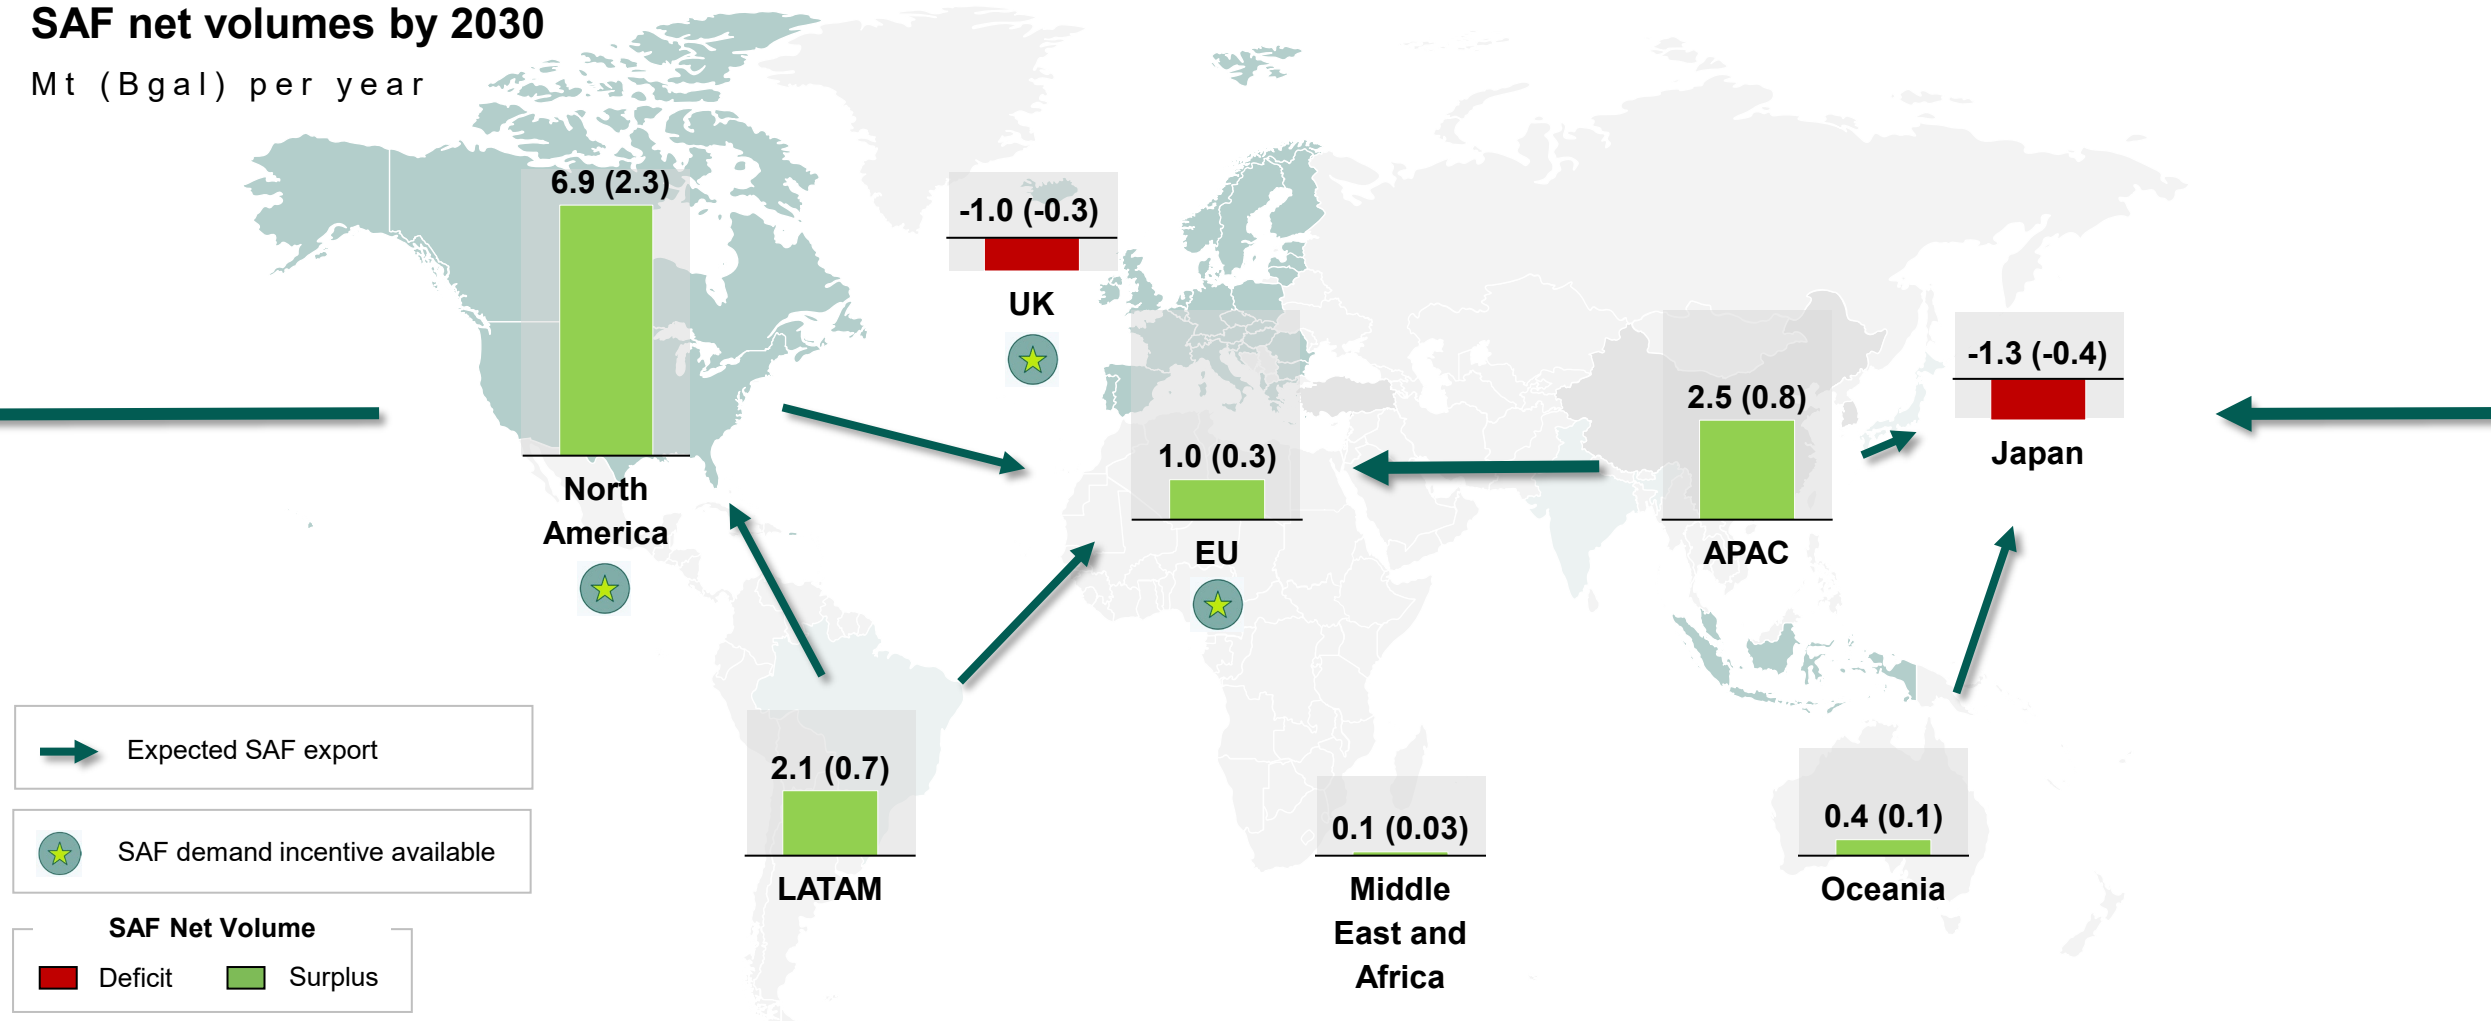 SAF net volumes by 2030
Mt (Bgal) per year
6.9 (2.3)
North
America
-1.0 (-0.3)
UK
1.0 (0.3)
EU
2.5 (0.8)
APAC
-1.3 (-0.4)
Japan
2.1 (0.7)
LATAM
0.1 (0.03)
Middle
East and
Africa
0.4 (0.1)
Oceania
Expected SAF export
SAF demand incentive available
SAF Net Volume
Deficit
Surplus